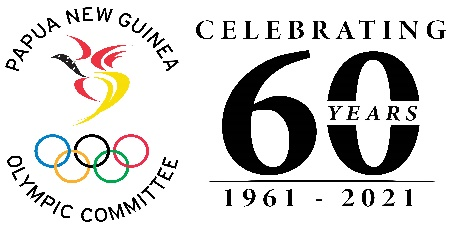 PAPUA NEW GUINEA
OLYMPIC COMMITTEE
CELEBRATING
60
YEARS
1961 - 2021